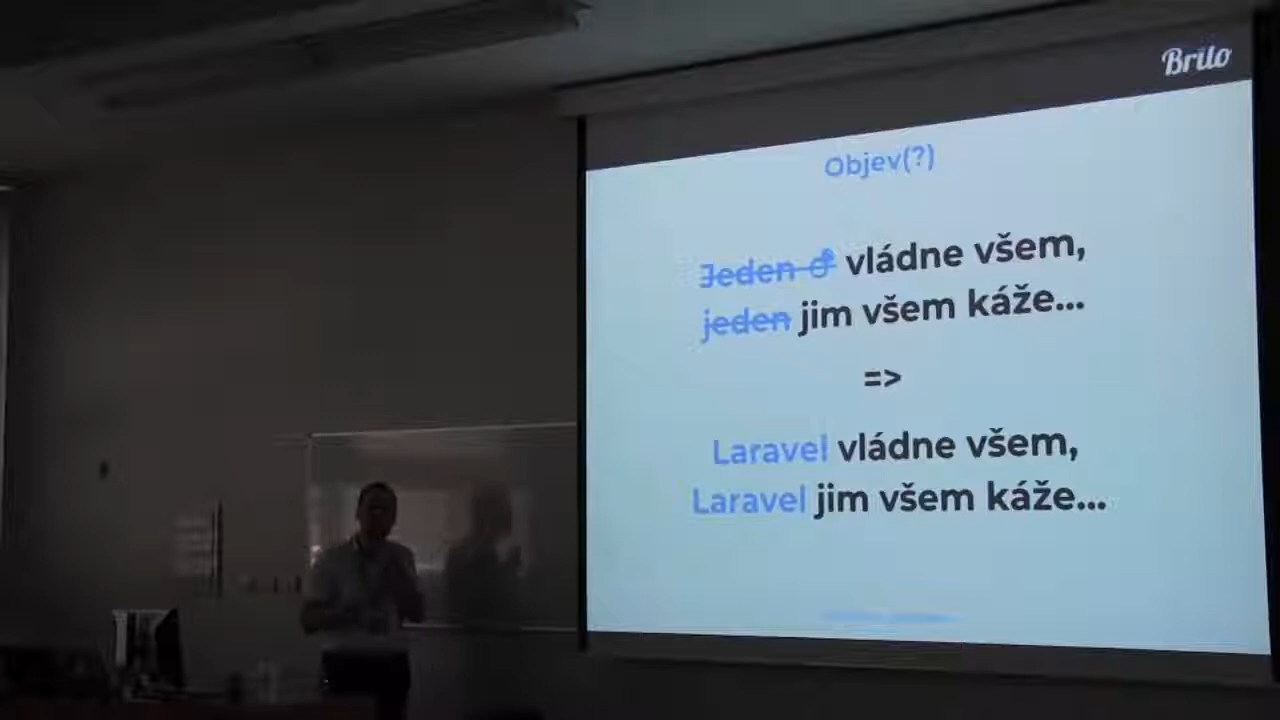 Brilo
Objev(?)
Jeden vládne všem,
jeden jim všem káže...
=>
Laravel vládne všem,
Laravel jim všem káže...